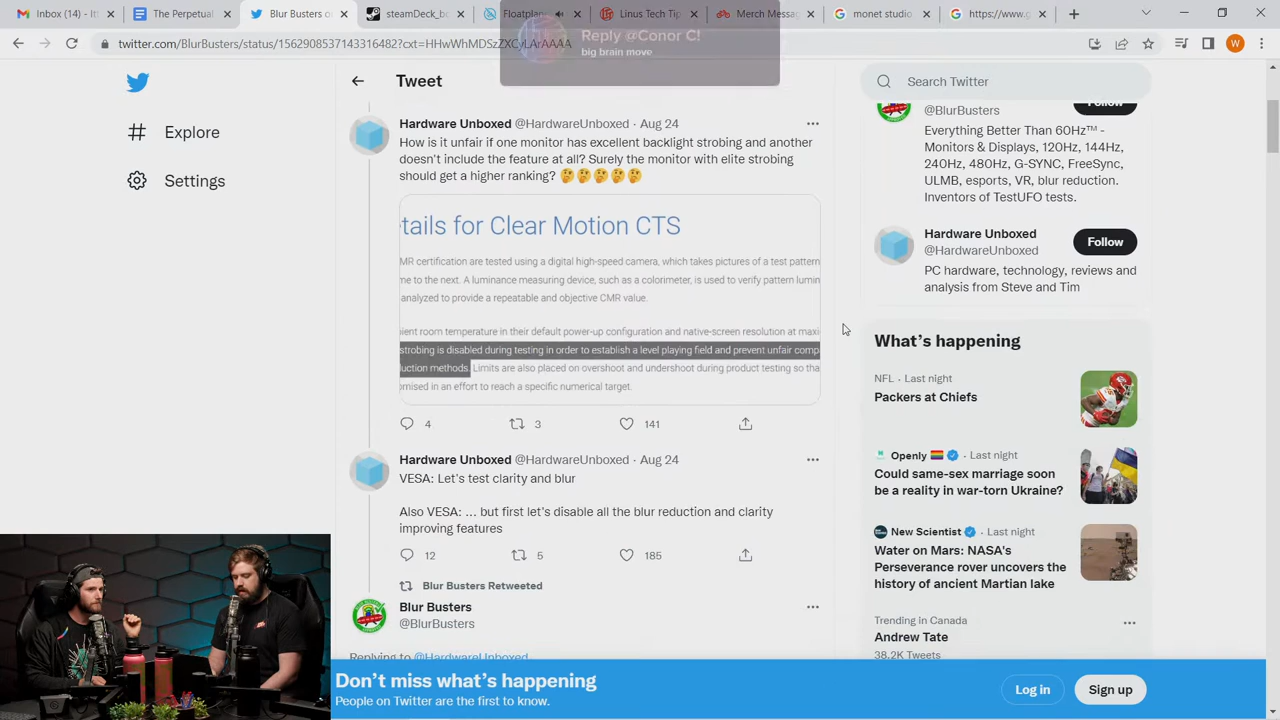 Inbox (4) - lt
The Perpetual
Blur Busters on
steamDeck_bo
Floatplane
Linus Tech Tip
Merch Messag
monet studio
https://www.g
twitter.com/BlurBusters/status/1562908537143316482?cxt=HHwWhMDSzZXCyLArAAAA
W
Reply @Conor C!
big brain move
Tweet
Search Twitter
Explore
Settings
Hardware Unboxed @HardwareUnboxed · Aug 24
How is it unfair if one monitor has excellent backlight strobing and another
doesn't include the feature at all? Surely the monitor with elite strobing
should get a higher ranking? 🤔🤔🤔🤔🤔
tails for Clear Motion CTS
MR certification are tested using a digital high-speed camera, which takes pictures of a test pattern
me to the next. A luminance measuring device, such as a colorimeter, is used to verify pattern lumin
analyzed to provide a repeatable and objective CMR value.
ient room temperature in their default power-up configuration and native-screen resolution at maxi
strobing is disabled during testing in order to establish a level playing field and prevent unfair comp
duction methods. Limits are also placed on overshoot and undershoot during product testing so tha
omised in an effort to reach a specific numerical target.
4
3
141
Hardware Unboxed @HardwareUnboxed · Aug 24
VESA: Let's test clarity and blur
Also VESA: … but first let's disable all the blur reduction and clarity
improving features
12
5
185
Blur Busters Retweeted
Blur Busters
@BlurBusters
Replying to @HardwareUnboxed
@BlurBusters
Follow
Everything Better Than 60Hz™ -
Monitors & Displays, 120Hz, 144Hz,
240Hz, 480Hz, G-SYNC, FreeSync,
ULMB, esports, VR, blur reduction.
Inventors of TestUFO tests.
Hardware Unboxed
@HardwareUnboxed
Follow
PC hardware, technology, reviews and
analysis from Steve and Tim
What's happening
NFL · Last night
Packers at Chiefs
Openly 🏳️‍🌈 · Last night
Could same-sex marriage soon
be a reality in war-torn Ukraine?
New Scientist · Last night
Water on Mars: NASA's
Perseverance rover uncovers the
history of ancient Martian lake
Trending in Canada
Andrew Tate
38.2K Tweets
Don't miss what's happening
People on Twitter are the first to know.
Log in
Sign up